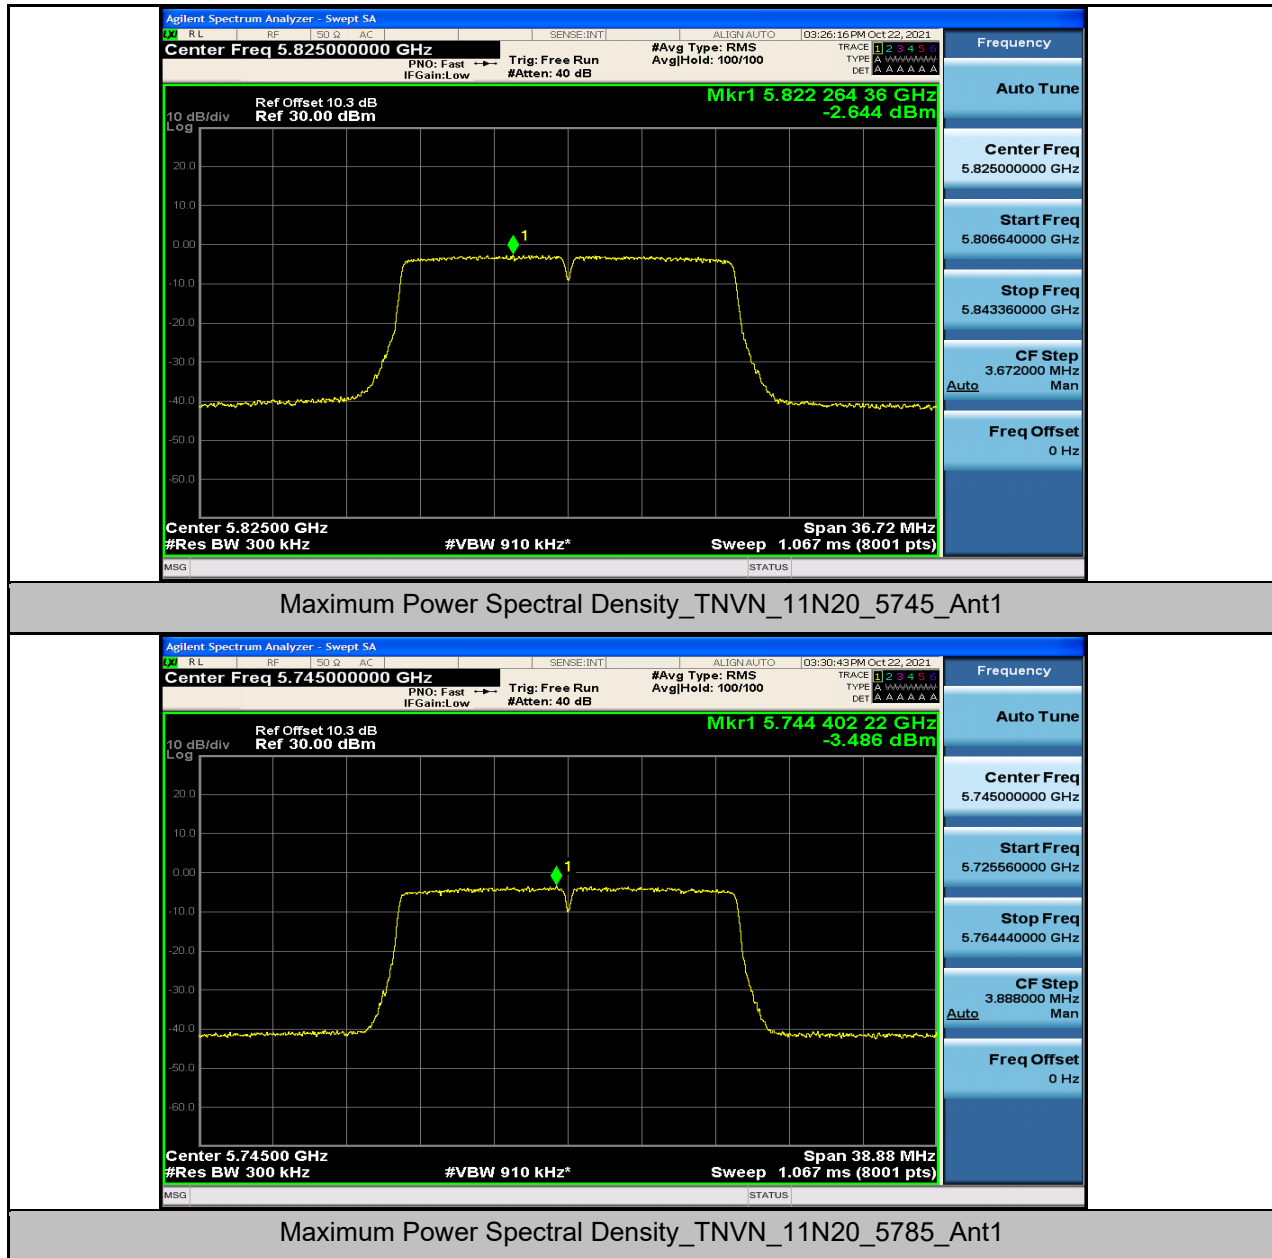 Agilent Spectrum Analyzer - Swept SA
LXI RL RF 50 Ω AC SENSE:INT ALIGN AUTO 03:26:16 PM Oct 22, 2021
Center Freq 5.825000000 GHz
PNO: Fast
IFGain:Low
Trig: Free Run
#Atten: 40 dB
#Avg Type: RMS
Avg|Hold: 100/100
TRACE 1 2 3 4 5 6
TYPE A WWWWW
DET A A A A A A
Mkr1 5.822 264 36 GHz
-2.644 dBm
Ref Offset 10.3 dB
10 dB/div Ref 30.00 dBm
Log
1
20.0
10.0
0.00
-10.0
-20.0
-30.0
-40.0
-50.0
-60.0
Center 5.82500 GHz Span 36.72 MHz
#Res BW 300 kHz #VBW 910 kHz* Sweep 1.067 ms (8001 pts)
MSG STATUS
Frequency
Auto Tune
Center Freq
5.825000000 GHz
Start Freq
5.806640000 GHz
Stop Freq
5.843360000 GHz
CF Step
3.672000 MHz
Auto Man
Freq Offset
0 Hz
Maximum Power Spectral Density_TNVN_11N20_5745_Ant1
Agilent Spectrum Analyzer - Swept SA
LXI RL RF 50 Ω AC SENSE:INT ALIGN AUTO 03:30:43 PM Oct 22, 2021
Center Freq 5.745000000 GHz
PNO: Fast
IFGain:Low
Trig: Free Run
#Atten: 40 dB
#Avg Type: RMS
Avg|Hold: 100/100
TRACE 1 2 3 4 5 6
TYPE A WWWWW
DET A A A A A A
Mkr1 5.744 402 22 GHz
-3.486 dBm
Ref Offset 10.3 dB
10 dB/div Ref 30.00 dBm
Log
1
20.0
10.0
0.00
-10.0
-20.0
-30.0
-40.0
-50.0
-60.0
Center 5.74500 GHz Span 38.88 MHz
#Res BW 300 kHz #VBW 910 kHz* Sweep 1.067 ms (8001 pts)
MSG STATUS
Frequency
Auto Tune
Center Freq
5.745000000 GHz
Start Freq
5.725560000 GHz
Stop Freq
5.764440000 GHz
CF Step
3.888000 MHz
Auto Man
Freq Offset
0 Hz
Maximum Power Spectral Density_TNVN_11N20_5785_Ant1